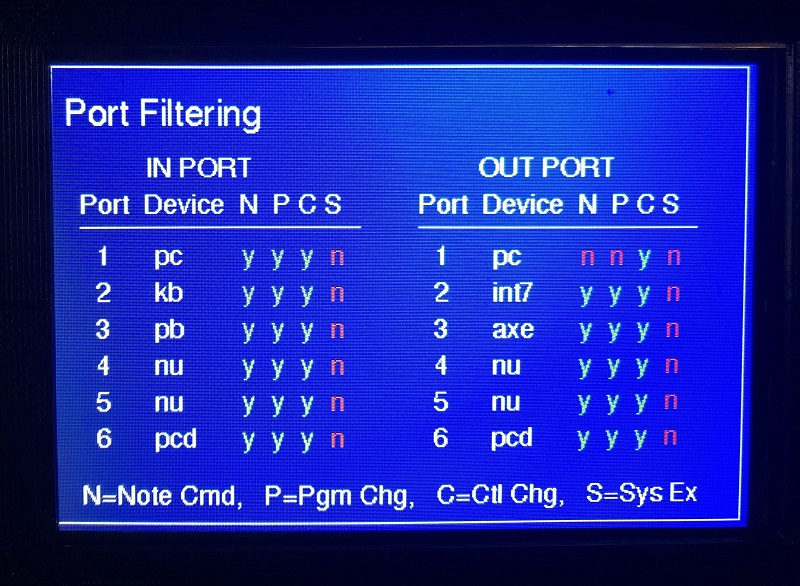 Port Filtering
IN PORT OUT PORT
Port Device N P C S Port Device N P C S
1 pc y y y n 1 pc n n y n
2 kb y y y n 2 int7 y y y n
3 pb y y y n 3 axe y y y n
4 nu y y y n 4 nu y y y n
5 nu y y y n 5 nu y y y n
6 pcd y y y n 6 pcd y y y n
N=Note Cmd, P=Pgm Chg, C=Ctl Chg, S=Sys Ex